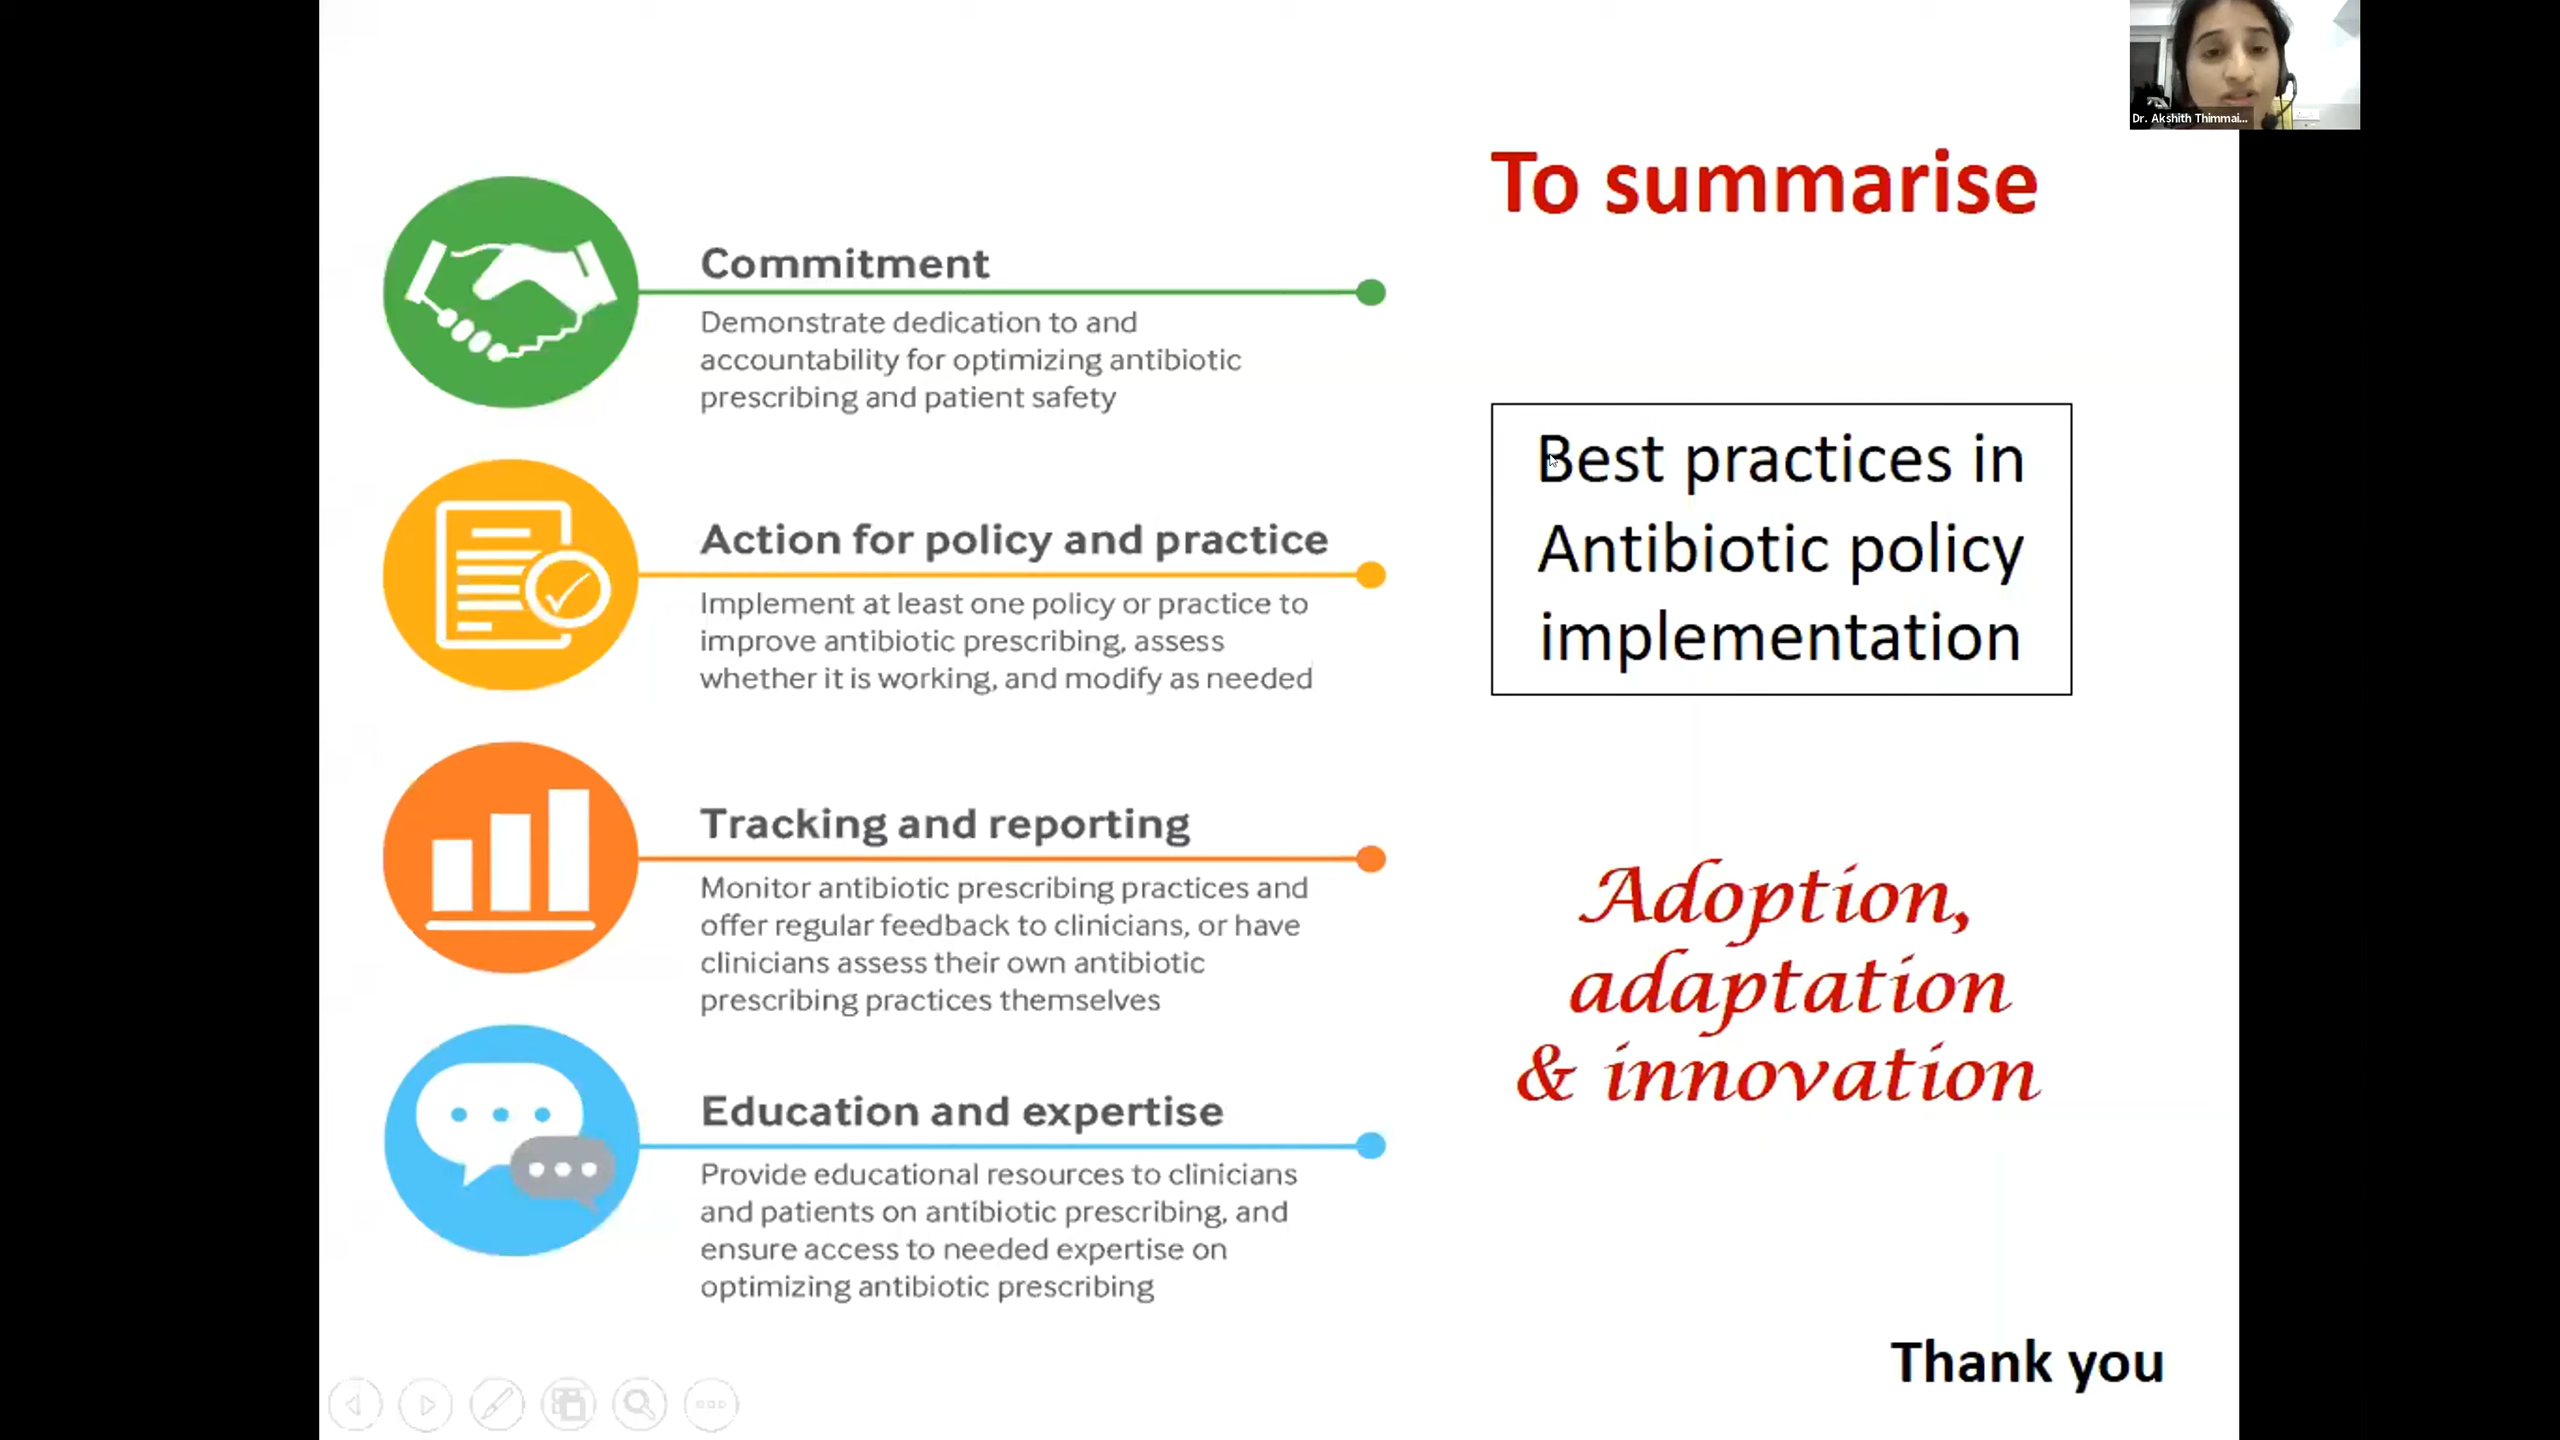 Dr. Akshith Thimmai...
To summarise
Commitment
Demonstrate dedication to and
accountability for optimizing antibiotic
prescribing and patient safety
Action for policy and practice
Implement at least one policy or practice to
improve antibiotic prescribing, assess
whether it is working, and modify as needed
Tracking and reporting
Monitor antibiotic prescribing practices and
offer regular feedback to clinicians, or have
clinicians assess their own antibiotic
prescribing practices themselves
Education and expertise
Provide educational resources to clinicians
and patients on antibiotic prescribing, and
ensure access to needed expertise on
optimizing antibiotic prescribing
Best practices in
Antibiotic policy
implementation
Adoption,
adaptation
& innovation
Thank you